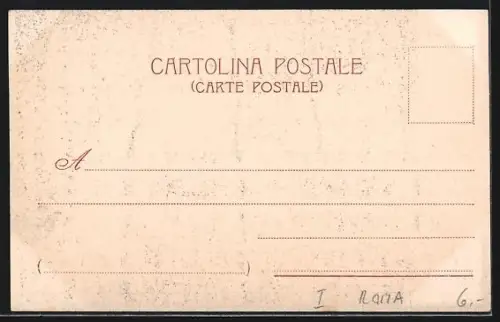 CARTOLINA POSTALE
(CARTE POSTALE)
A
( )
I ROMA 6,-